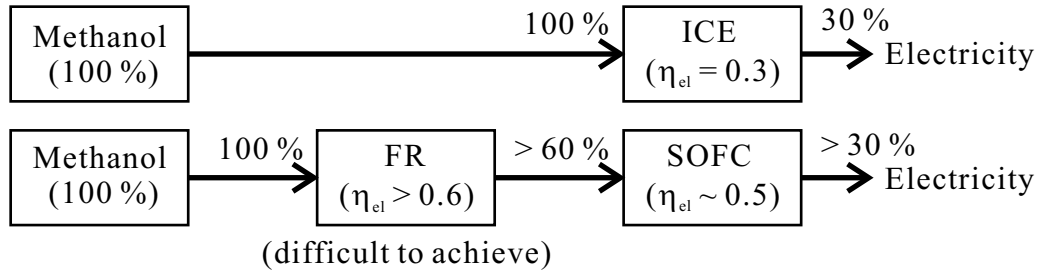 Methanol
(100 %)
100 %
ICE
(η_el = 0.3)
30 %
Electricity
Methanol
(100 %)
100 %
FR
(η_el > 0.6)
> 60 %
SOFC
(η_el ~ 0.5)
> 30 %
Electricity
(difficult to achieve)